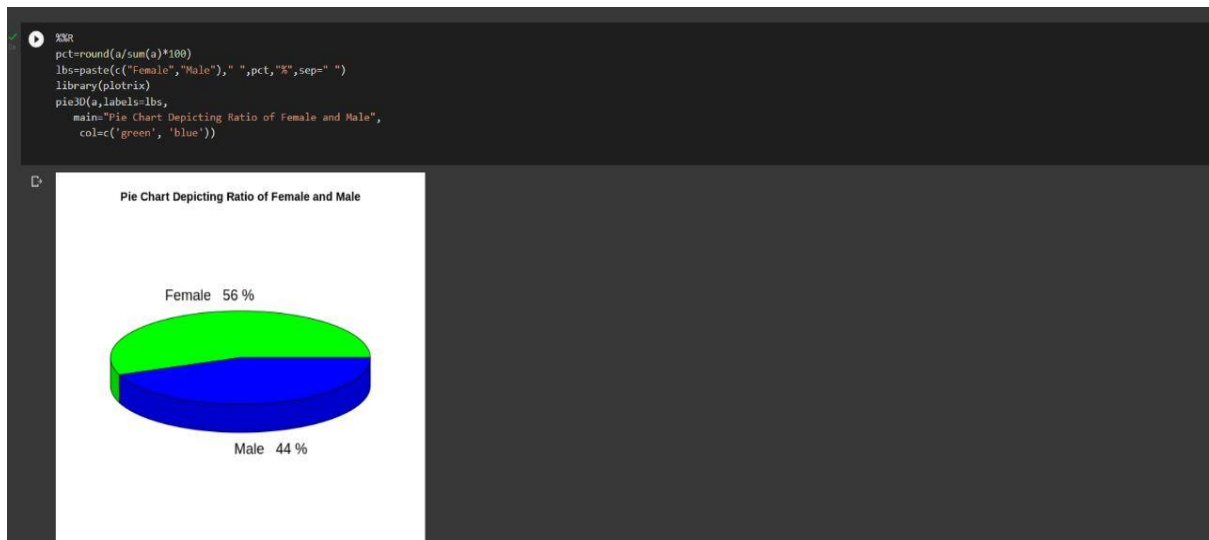 %%R
pct=round(a/sum(a)*100)
lbs=paste(c("Female","Male")," ",pct,"%",sep=" ")
library(plotrix)
pie3D(a,labels=lbs,
main="Pie Chart Depicting Ratio of Female and Male",
col=c('green', 'blue'))
Pie Chart Depicting Ratio of Female and Male
Female 56 %
Male 44 %